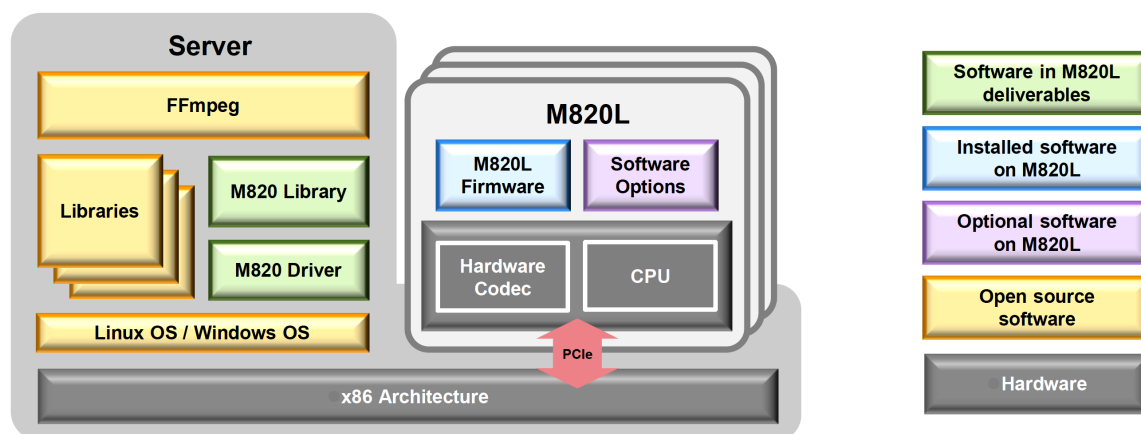 Server
FFmpeg
Libraries
M820 Library
M820 Driver
Linux OS / Windows OS
x86 Architecture
M820L
M820L
Firmware
Software
Options
Hardware
Codec
CPU
PCIe
Software in M820L
deliverables
Installed software
on M820L
Optional software
on M820L
Open source
software
Hardware